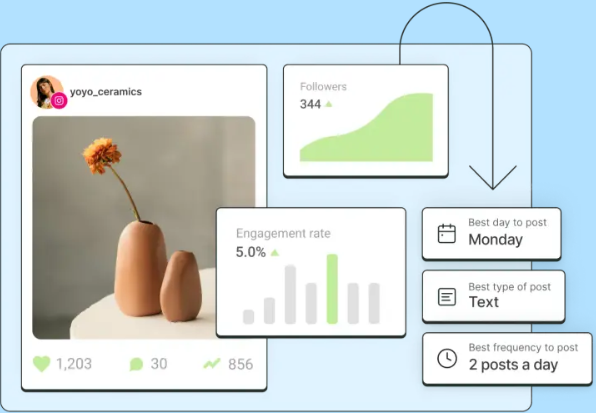 yoyo_ceramics
Followers
344
Engagement rate
5.0%
Best day to post
Monday
Best type of post
Text
Best frequency to post
2 posts a day
1,203
30
856